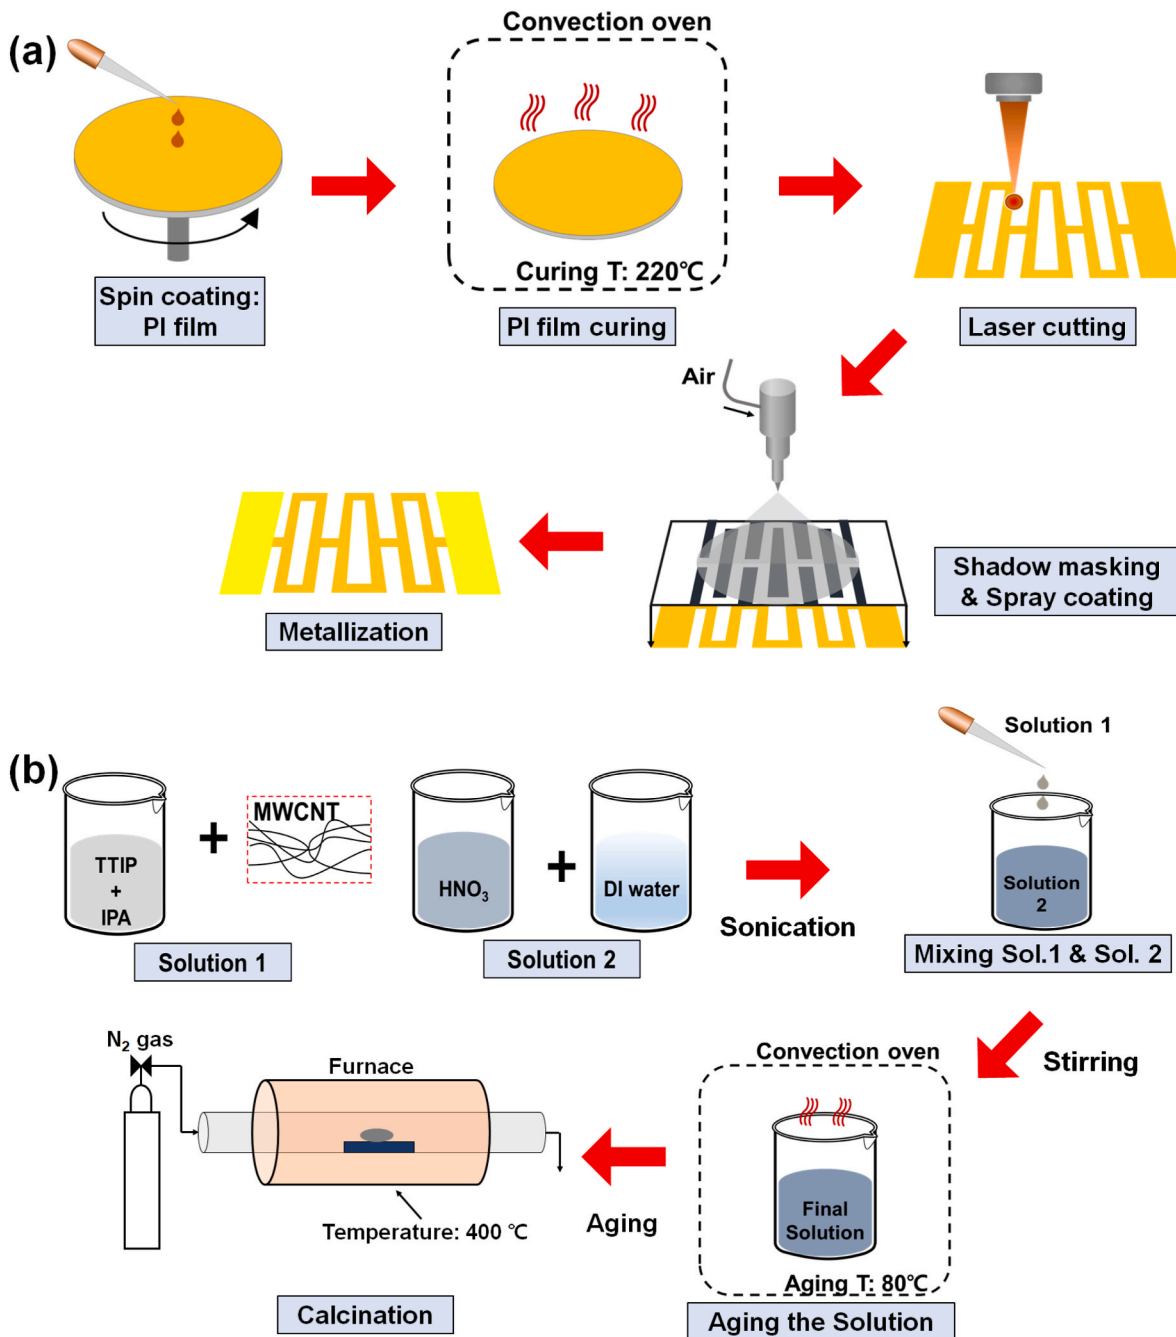 (a)
Convection oven
Curing T: 220℃
Spin coating:
PI film
PI film curing
Laser cutting
Air
Shadow masking
& Spray coating
Metallization
(b)
Solution 1
TTIP
+
IPA
+
MWCNT
HNO₃
+
DI water
Sonication
Solution
2
Solution 1
Solution 2
Mixing Sol.1 & Sol. 2
Stirring
Convection oven
Final
Solution
Aging T: 80℃
Aging the Solution
Aging
N₂ gas
Furnace
Temperature: 400 ℃
Calcination